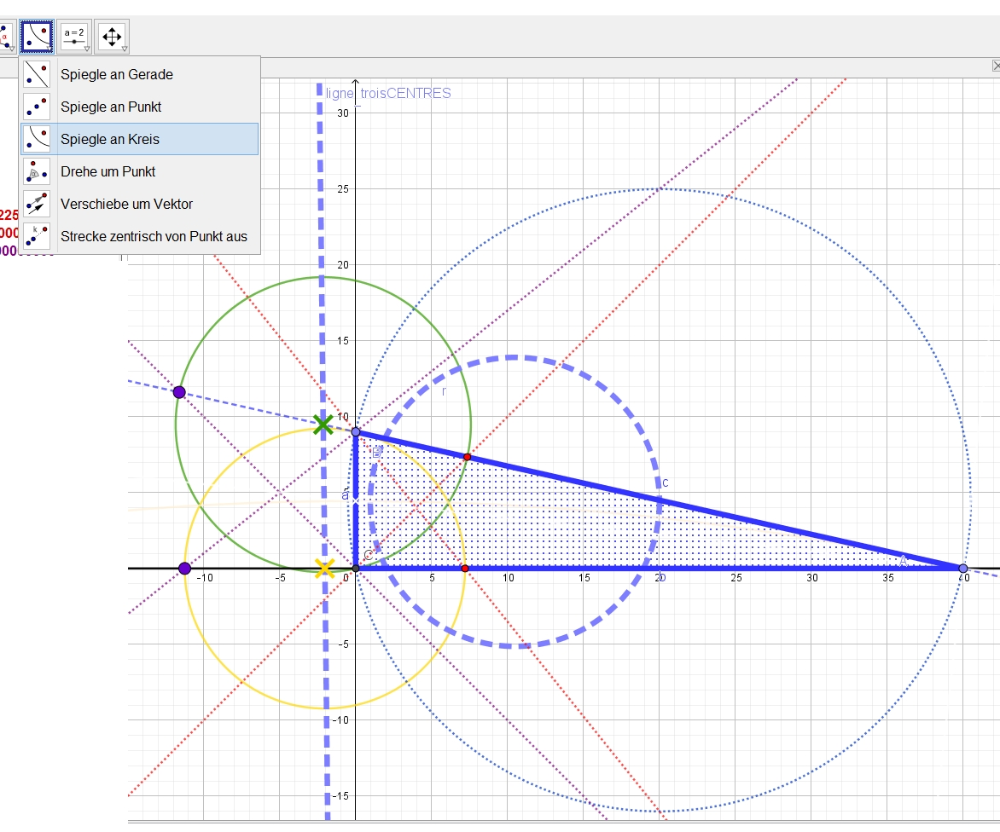 a = 2
Spiegle an Gerade
ligne_troisCENTRES
Spiegle an Punkt
30
Spiegle an Kreis
Drehe um Punkt
25
Verschiebe um Vektor
225
Strecke zentrisch von Punkt aus
20
15
r
10
B
c
a
C
A
-10
-5
0
5
10
15
20
25
30
35
40
-5
-10
-15